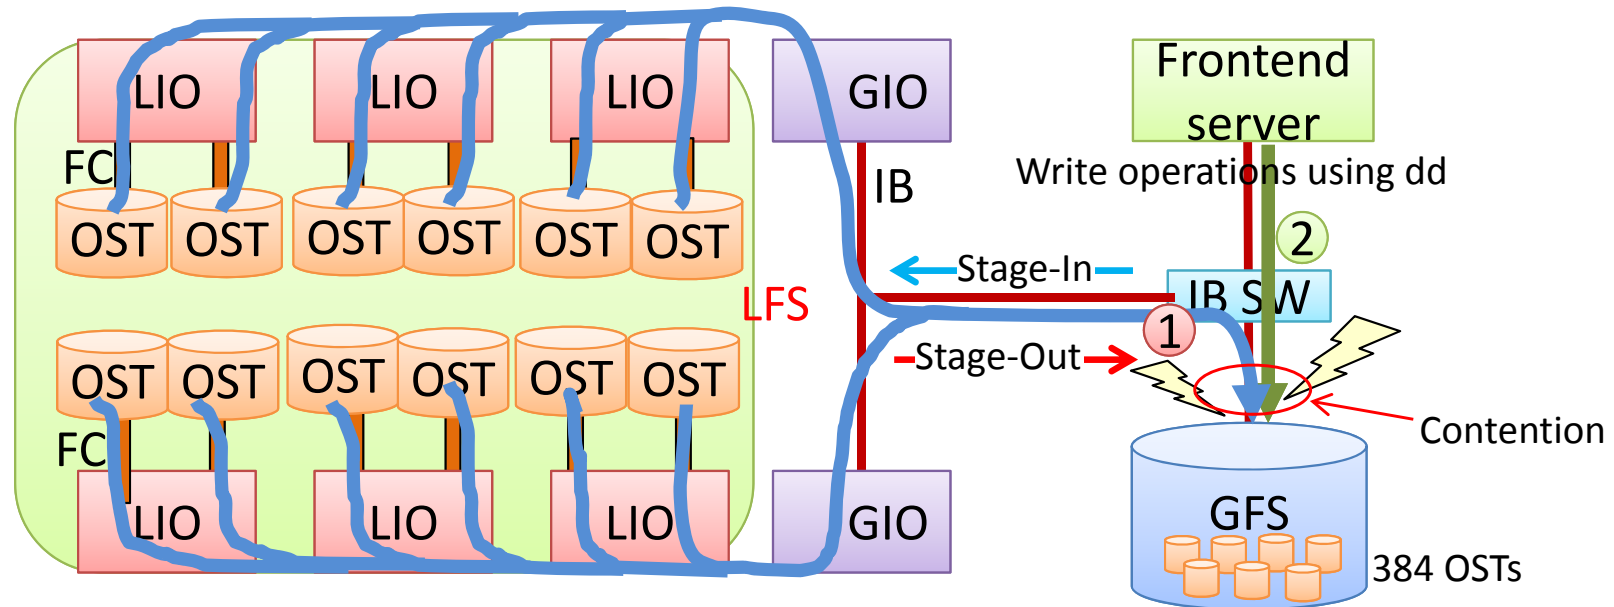 LIO
LIO
LIO
GIO
Frontend
server
FC
IB
Write operations using dd
OST
OST
OST
OST
OST
OST
2
Stage-In
IB SW
LFS
1
Stage-Out
OST
OST
OST
OST
OST
OST
Contention
FC
LIO
LIO
LIO
GIO
GFS
384 OSTs